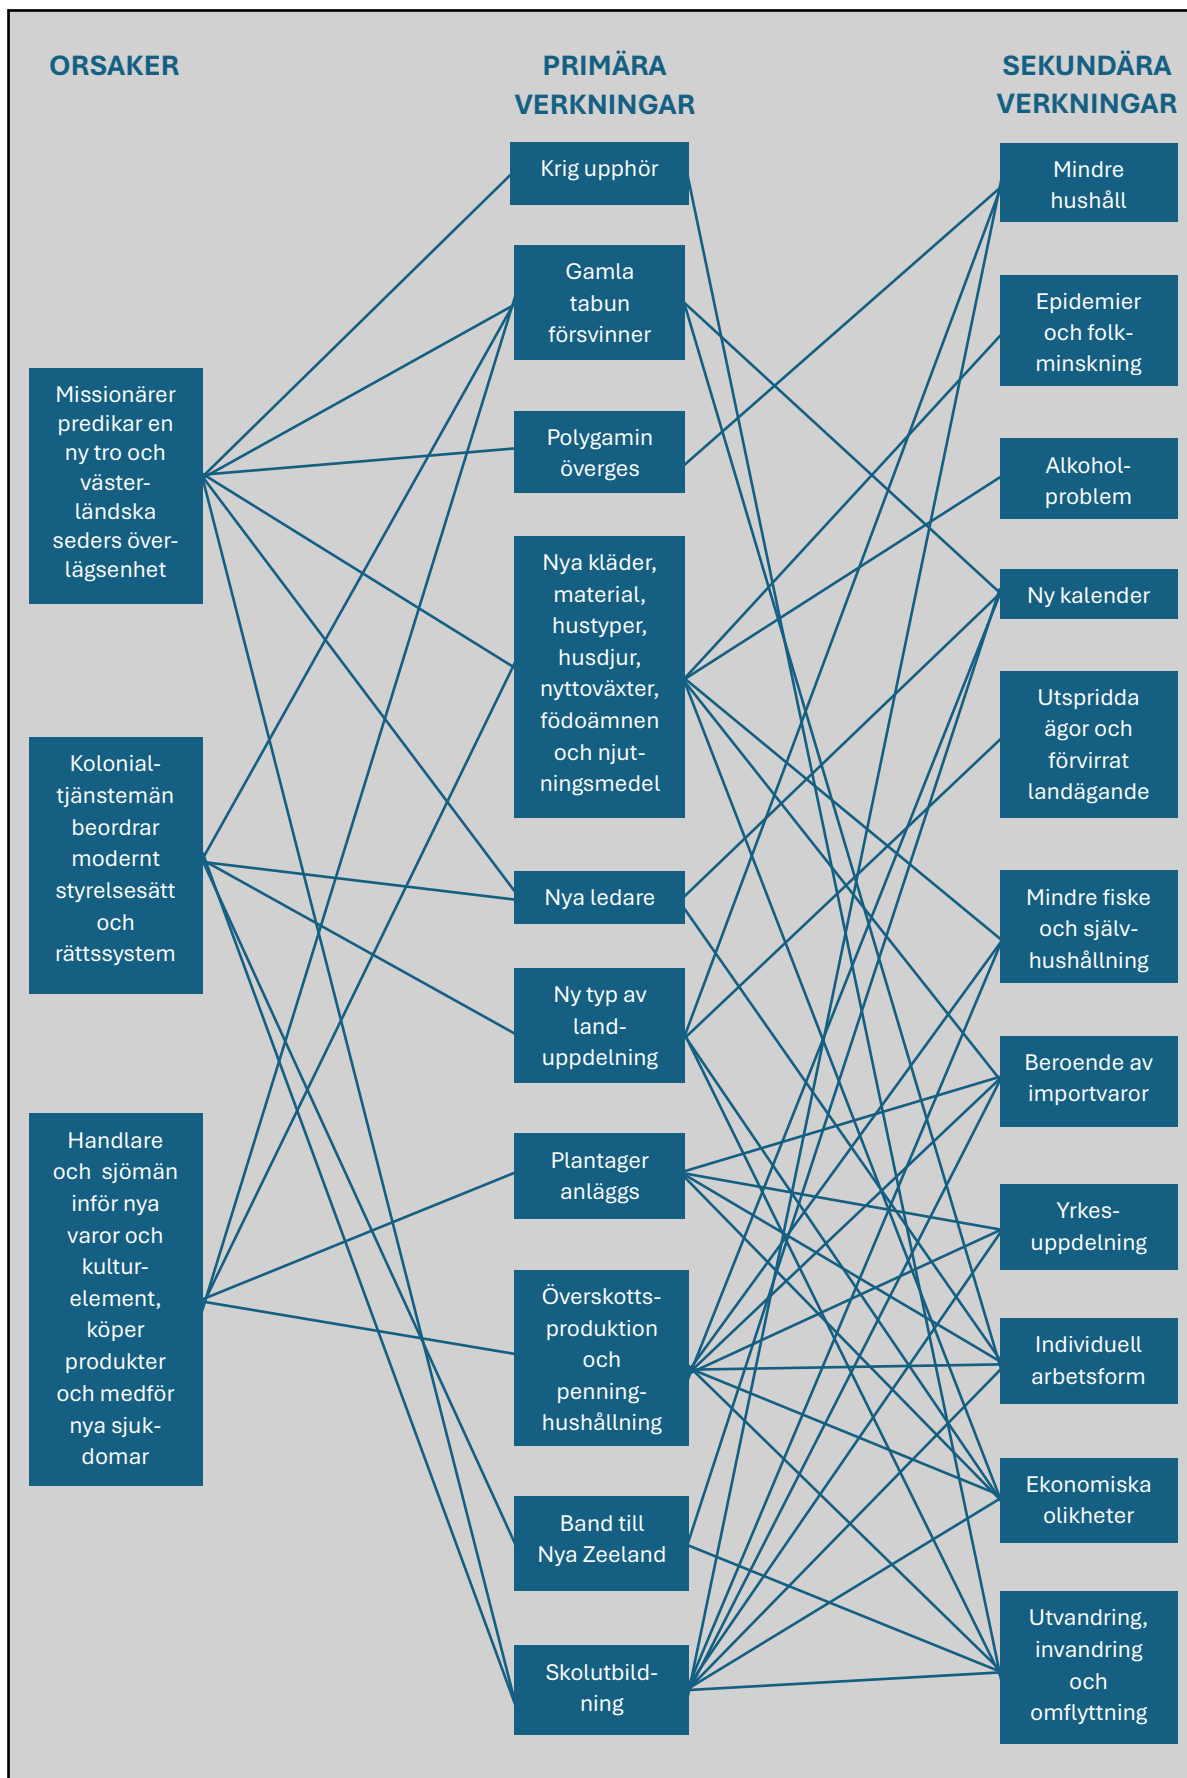 ORSAKER
Missionärer
predikar en
ny tro och
väster-
ländska
seders över-
lägsenhet
Kolonial-
tjänstemän
beordrar
modernt
styrelsesätt
och
rättssystem
Handlare
och sjömän
inför nya
varor och
kultur-
element,
köper
produkter
och medför
nya sjuk-
domar
PRIMÄRA
VERKNINGAR
Krig upphör
Gamla
tabun
försvinner
Polygamin
överges
Nya kläder,
material,
hustyper,
husdjur,
nyttoväxter,
födoämnen
och njut-
ningsmedel
Nya ledare
Ny typ av
land-
uppdelning
Plantager
anläggs
Överskotts-
produktion
och
penning-
hushållning
Band till
Nya Zeeland
Skolutbild-
ning
SEKUNDÄRA
VERKNINGAR
Mindre
hushåll
Epidemier
och folk-
minskning
Alkohol-
problem
Ny kalender
Utspridda
ägor och
förvirrat
landägande
Mindre fiske
och själv-
hushållning
Beroende av
importvaror
Yrkes-
uppdelning
Individuell
arbetsform
Ekonomiska
olikheter
Utvandring,
invandring
och
omflyttning